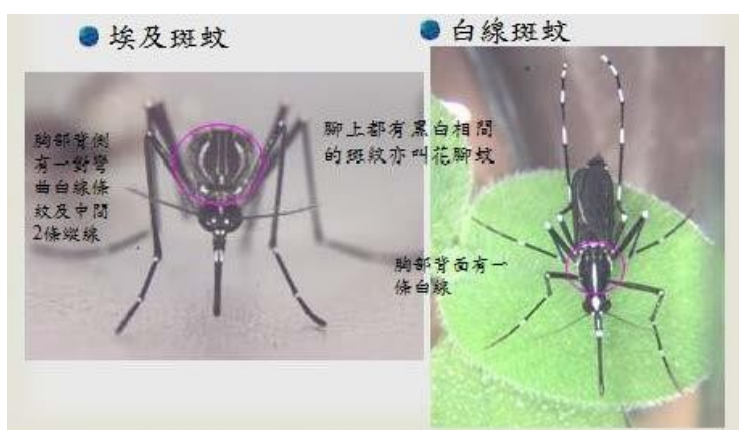 埃及斑蚊
白線斑蚊
胸部背側
有一對彎
曲白線條
紋及中間
2條縱線
腳上都有黑白相間
的斑紋亦叫花腳蚊
胸部背面有一
條白線